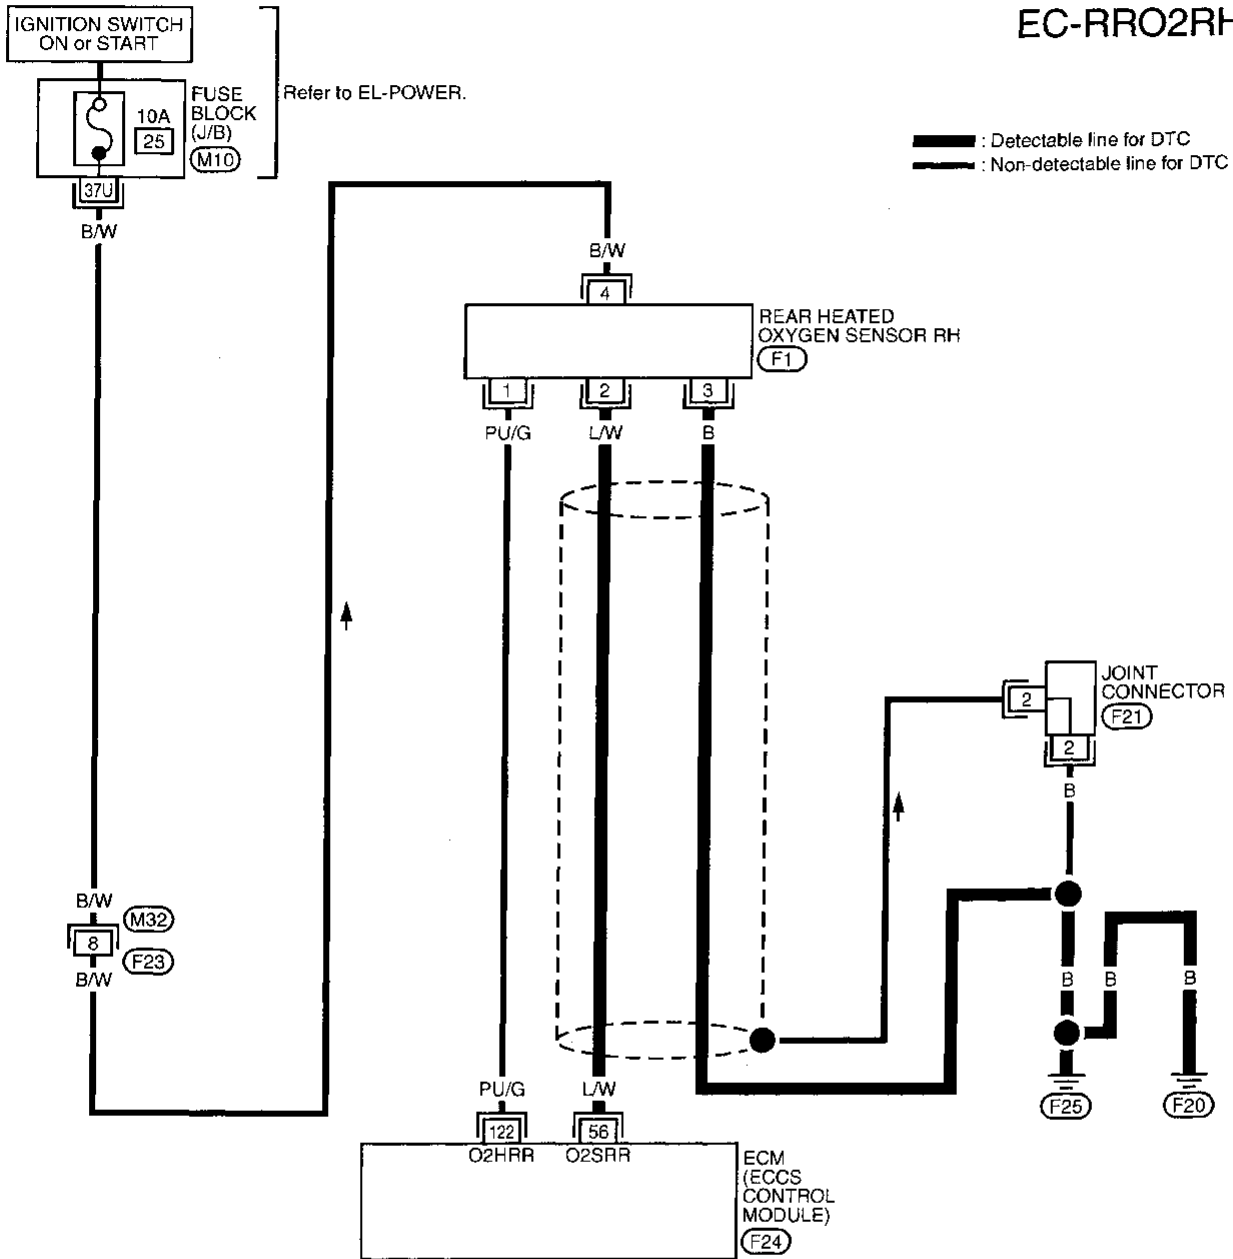 EC-RRO2RH
IGNITION SWITCH
ON or START
FUSE
BLOCK
(J/B)
M10
10A
25
Refer to EL-POWER.
: Detectable line for DTC
: Non-detectable line for DTC
37U
B/W
B/W
4
REAR HEATED
OXYGEN SENSOR RH
F1
1
2
3
PU/G
L/W
B
JOINT
CONNECTOR
F21
2
2
B
B/W
M32
8
F23
B/W
B
B
B
F25
F20
PU/G
L/W
122
56
O2HRR
O2SRR
ECM
(ECCS
CONTROL
MODULE)
F24